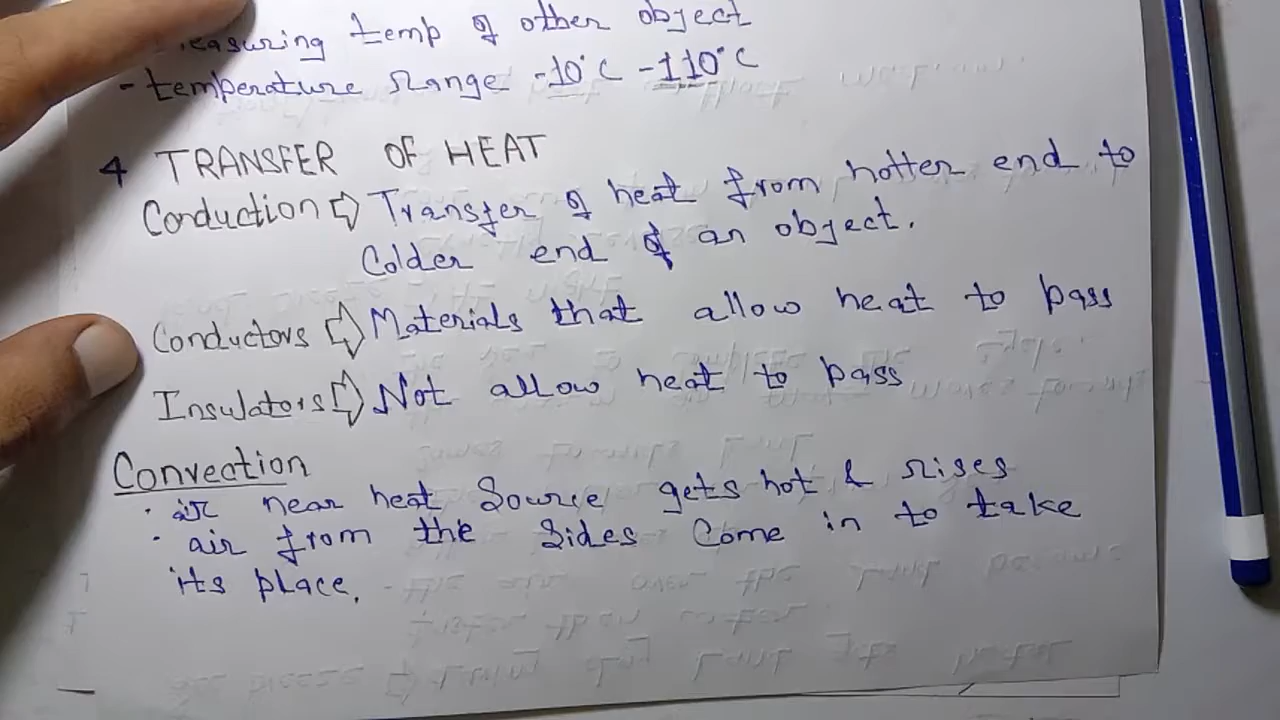 measuring temp of other object
- temperature Range -10°C -110°C
4 TRANSFER OF HEAT
Conduction ⇒ Transfer of heat from hotter end to
Colder end of an object.
Conductors ⇒ Materials that allow heat to pass
Insulators ⇒ Not allow heat to pass
Convection
· air near heat Source gets hot & rises
· air from the sides Come in to take
its place.